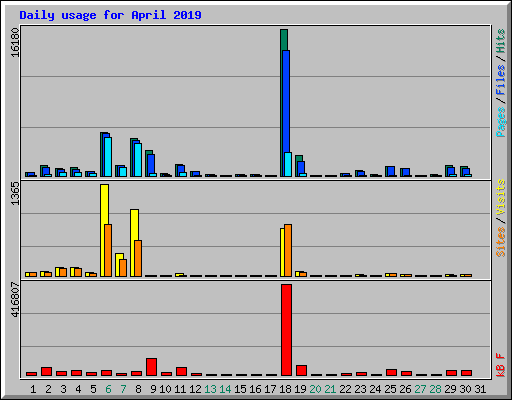 Daily usage for April 2019
16180
Pages / Files / Hits
1365
Sites / Visits
416807
kB F
1 2 3 4 5 6 7 8 9 10 11 12 13 14 15 16 17 18 19 20 21 22 23 24 25 26 27 28 29 30 31